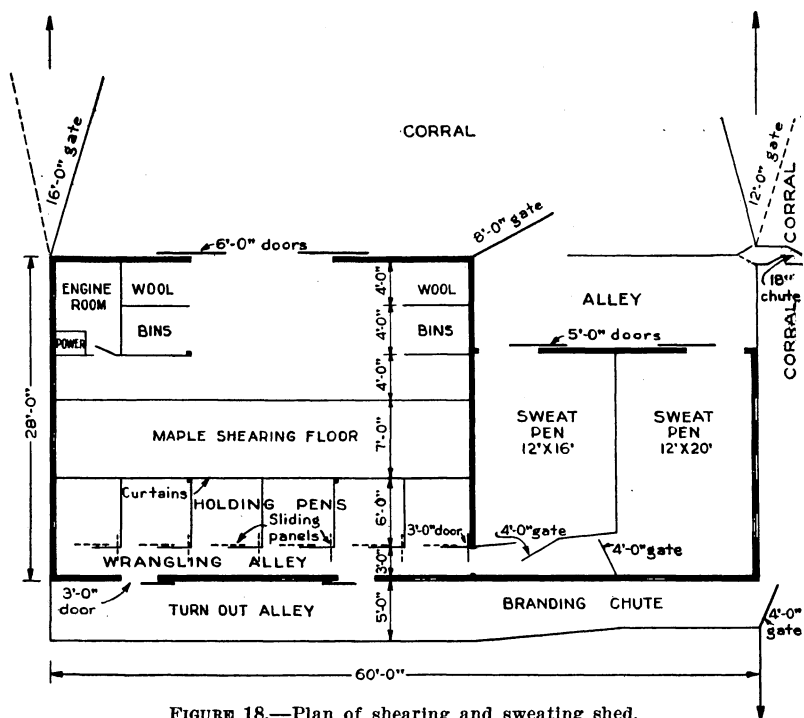 CORRAL
16'-0" gate
12'-0" gate
CORRAL
8'-0" gate
6'-0" doors
18"
chute
CORRAL
ENGINE
ROOM
WOOL
BINS
POWER
4'-0"
WOOL
4'-0"
BINS
4'-0"
ALLEY
5'-0" doors
28'-0"
MAPLE SHEARING FLOOR
7'-0"
SWEAT
PEN
12'X16'
SWEAT
PEN
12'X20'
Curtains
HOLDING PENS
Sliding
panels
6'-0"
3'-0" door
4'-0" gate
4'-0" gate
WRANGLING ALLEY
3'-0"
3'-0"
door
TURN OUT ALLEY
5'-0"
BRANDING CHUTE
4'-0"
gate
60'-0"
FIGURE 18.—Plan of shearing and sweating shed.